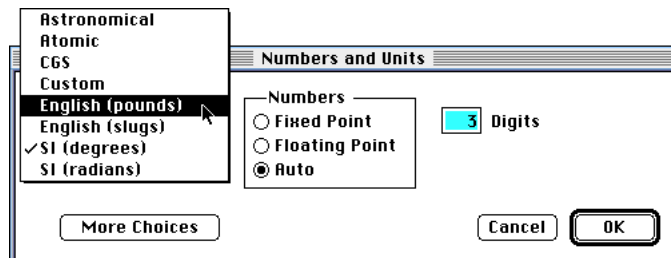 Astronomical
Atomic
CGS
Custom
English (pounds)
English (slugs)
✓SI (degrees)
SI (radians)
Numbers and Units
Numbers
Fixed Point
Floating Point
Auto
3 Digits
More Choices
Cancel
OK